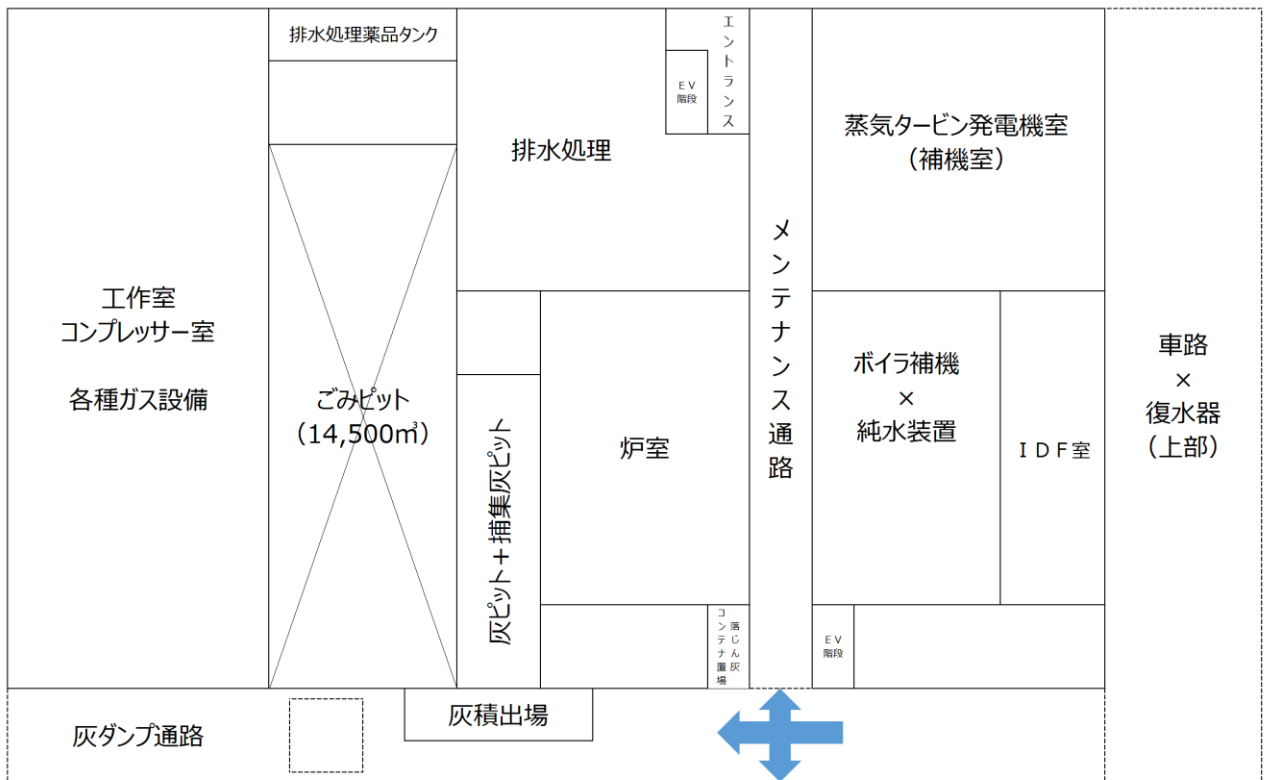 排水処理薬品タンク
エントランス
ＥＶ
階段
排水処理
蒸気タービン発電機室
（補機室）
メンテナンス通路
工作室
コンプレッサー室
各種ガス設備
ごみピット
（14,500㎥）
灰ピット＋捕集灰ピット
炉室
ボイラ補機
×
純水装置
ＩＤＦ室
車路
×
復水器
（上部）
落じん灰
コンテナ置場
ＥＶ
階段
灰ダンプ通路
灰積出場